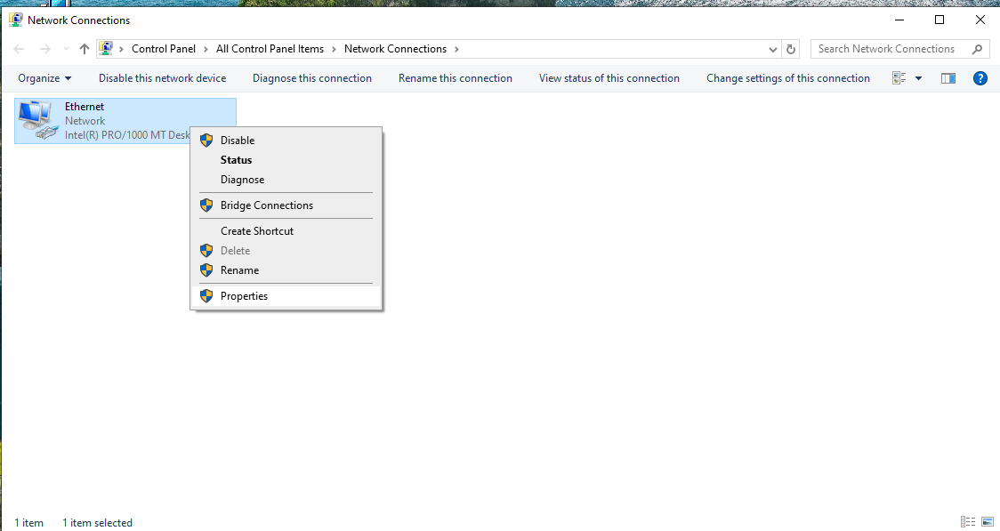 Network Connections
Control Panel > All Control Panel Items > Network Connections >
Search Network Connections
Organize Disable this network device Diagnose this connection Rename this connection View status of this connection Change settings of this connection ?
Ethernet
Network
Intel(R) PRO/1000 MT Desk
Disable
Status
Diagnose
Bridge Connections
Create Shortcut
Delete
Rename
Properties
1 item 1 item selected